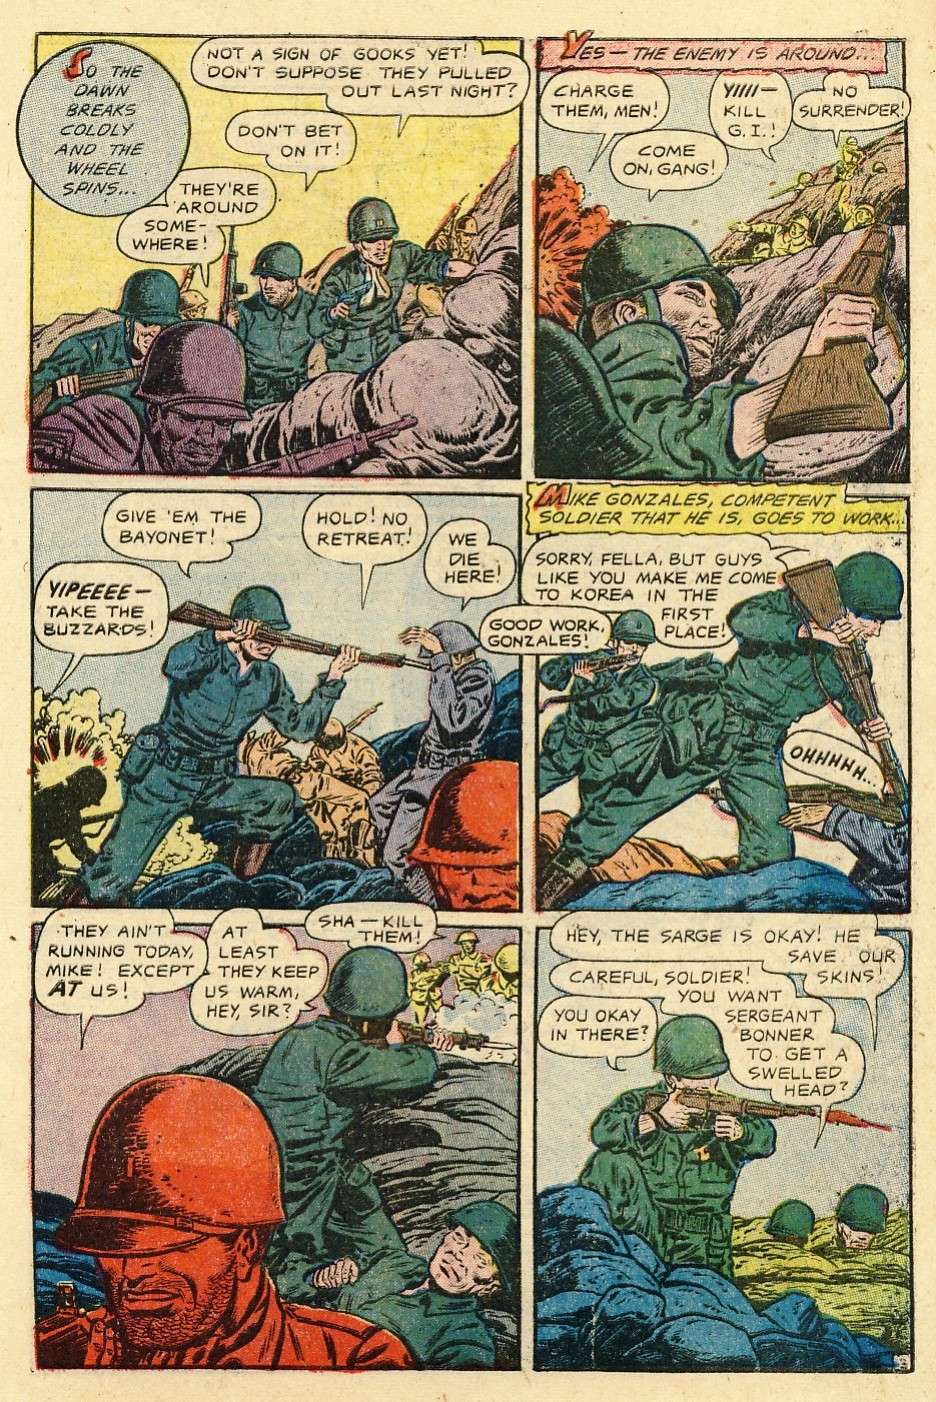 SO THE
DAWN
BREAKS
COLDLY
AND THE
WHEEL
SPINS...
NOT A SIGN OF GOOKS YET!
DON'T SUPPOSE THEY PULLED
OUT LAST NIGHT?
DON'T BET
ON IT!
THEY'RE
AROUND
SOME-
WHERE!
YES — THE ENEMY IS AROUND...
CHARGE
THEM, MEN!
YIIII—
KILL
G.I.!
NO
SURRENDER!
COME
ON, GANG!
GIVE 'EM THE
BAYONET!
HOLD! NO
RETREAT!
WE
DIE
HERE!
YIPEEEE—
TAKE THE
BUZZARDS!
MIKE GONZALES, COMPETENT
SOLDIER THAT HE IS, GOES TO WORK...
SORRY, FELLA, BUT GUYS
LIKE YOU MAKE ME COME
TO KOREA IN THE
FIRST
PLACE!
GOOD WORK,
GONZALES!
OHHHHH...
THEY AIN'T
RUNNING TODAY,
MIKE! EXCEPT
AT US!
AT
LEAST
THEY KEEP
US WARM,
HEY, SIR?
SHA — KILL
THEM!
HEY, THE SARGE IS OKAY! HE
SAVE OUR
SKINS!
CAREFUL, SOLDIER!
YOU WANT
SERGEANT
BONNER
TO GET A
SWELLED
HEAD?
YOU OKAY
IN THERE?